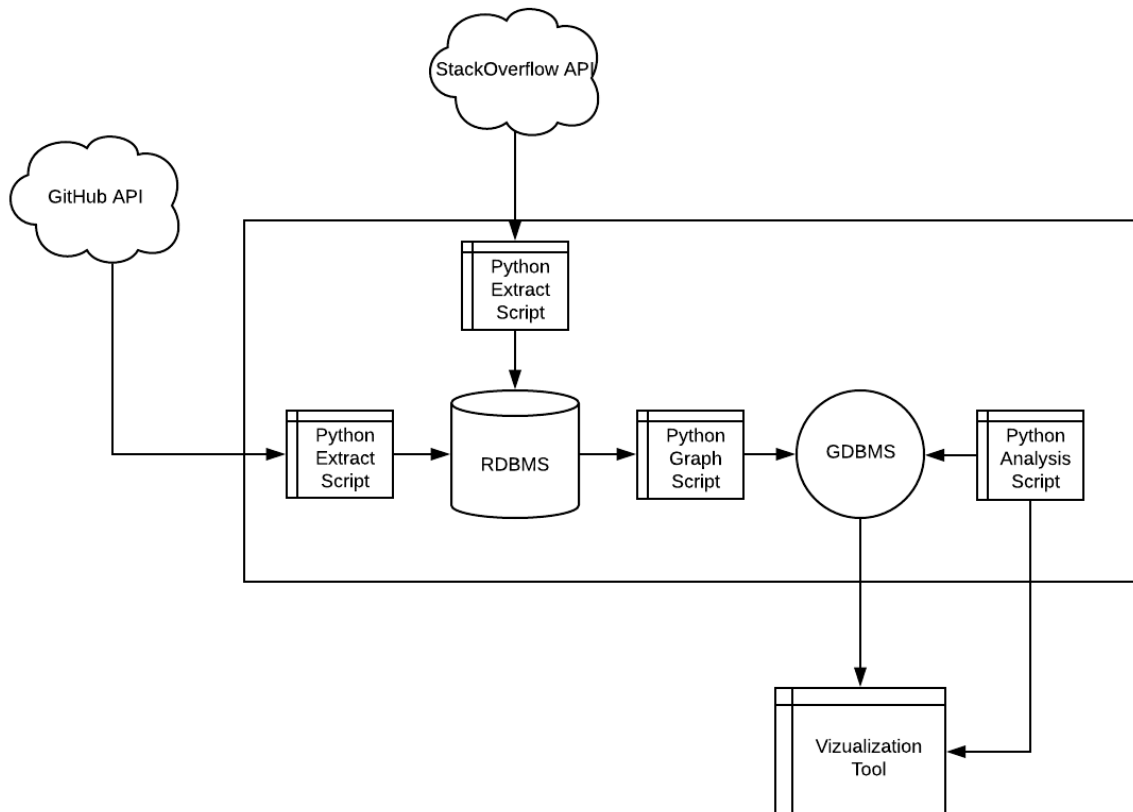 StackOverflow API
GitHub API
Python
Extract
Script
Python
Extract
Script
RDBMS
Python
Graph
Script
GDBMS
Python
Analysis
Script
Vizualization
Tool